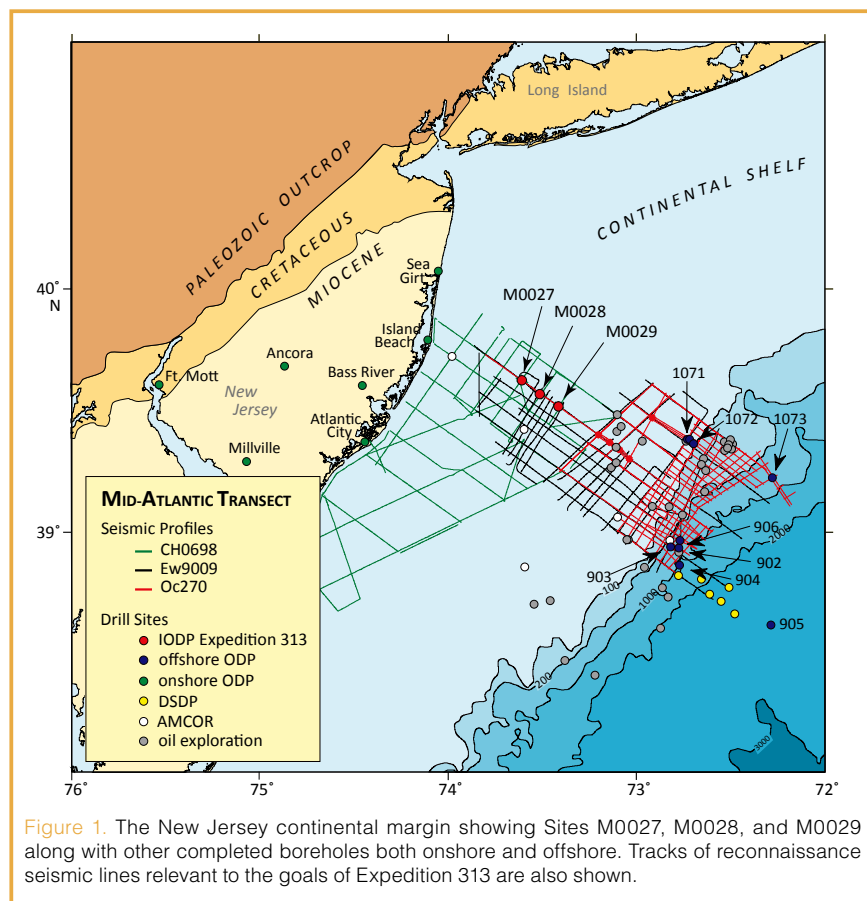 Long Island
PALEOZOIC OUTCROP
CRETACEOUS
MIOCENE
CONTINENTAL SHELF
Sea
Girt
40°
N
M0027
M0028
M0029
Island
Beach
Ancora
Ft. Mott
Bass River
New
Jersey
1071
1072
1073
Atlantic
City
Millville
39°
MID-ATLANTIC TRANSECT
Seismic Profiles
CH0698
Ew9009
Oc270
Drill Sites
IODP Expedition 313
offshore ODP
onshore ODP
DSDP
AMCOR
oil exploration
2000
906
902
903
904
100
1000
905
200
3000
76°
75°
74°
73°
72°
Figure 1. The New Jersey continental margin showing Sites M0027, M0028, and M0029
along with other completed boreholes both onshore and offshore. Tracks of reconnaissance
seismic lines relevant to the goals of Expedition 313 are also shown.